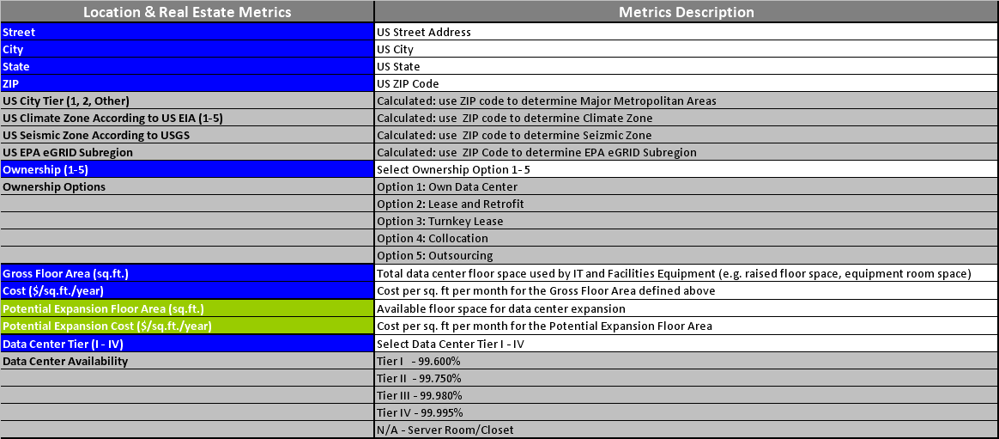 Location & Real Estate Metrics Metrics Description
Street US Street Address
City US City
State US State
ZIP US ZIP Code
US City Tier (1, 2, Other) Calculated: use ZIP code to determine Major Metropolitan Areas
US Climate Zone According to US EIA (1-5) Calculated: use ZIP code to determine Climate Zone
US Seismic Zone According to USGS Calculated: use ZIP code to determine Seizmic Zone
US EPA eGRID Subregion Calculated: use ZIP Code to determine EPA eGRID Subregion
Ownership (1-5) Select Ownership Option 1-5
Ownership Options Option 1: Own Data Center
Option 2: Lease and Retrofit
Option 3: Turnkey Lease
Option 4: Collocation
Option 5: Outsourcing
Gross Floor Area (sq.ft.) Total data center floor space used by IT and Facilities Equipment (e.g. raised floor space, equipment room space)
Cost ($/sq.ft./year) Cost per sq. ft per month for the Gross Floor Area defined above
Potential Expansion Floor Area (sq.ft.) Available floor space for data center expansion
Potential Expansion Cost ($/sq.ft./year) Cost per sq. ft per month for the Potential Expansion Floor Area
Data Center Tier (I - IV) Select Data Center Tier I - IV
Data Center Availability Tier I - 99.600%
Tier II - 99.750%
Tier III - 99.980%
Tier IV - 99.995%
N/A - Server Room/Closet